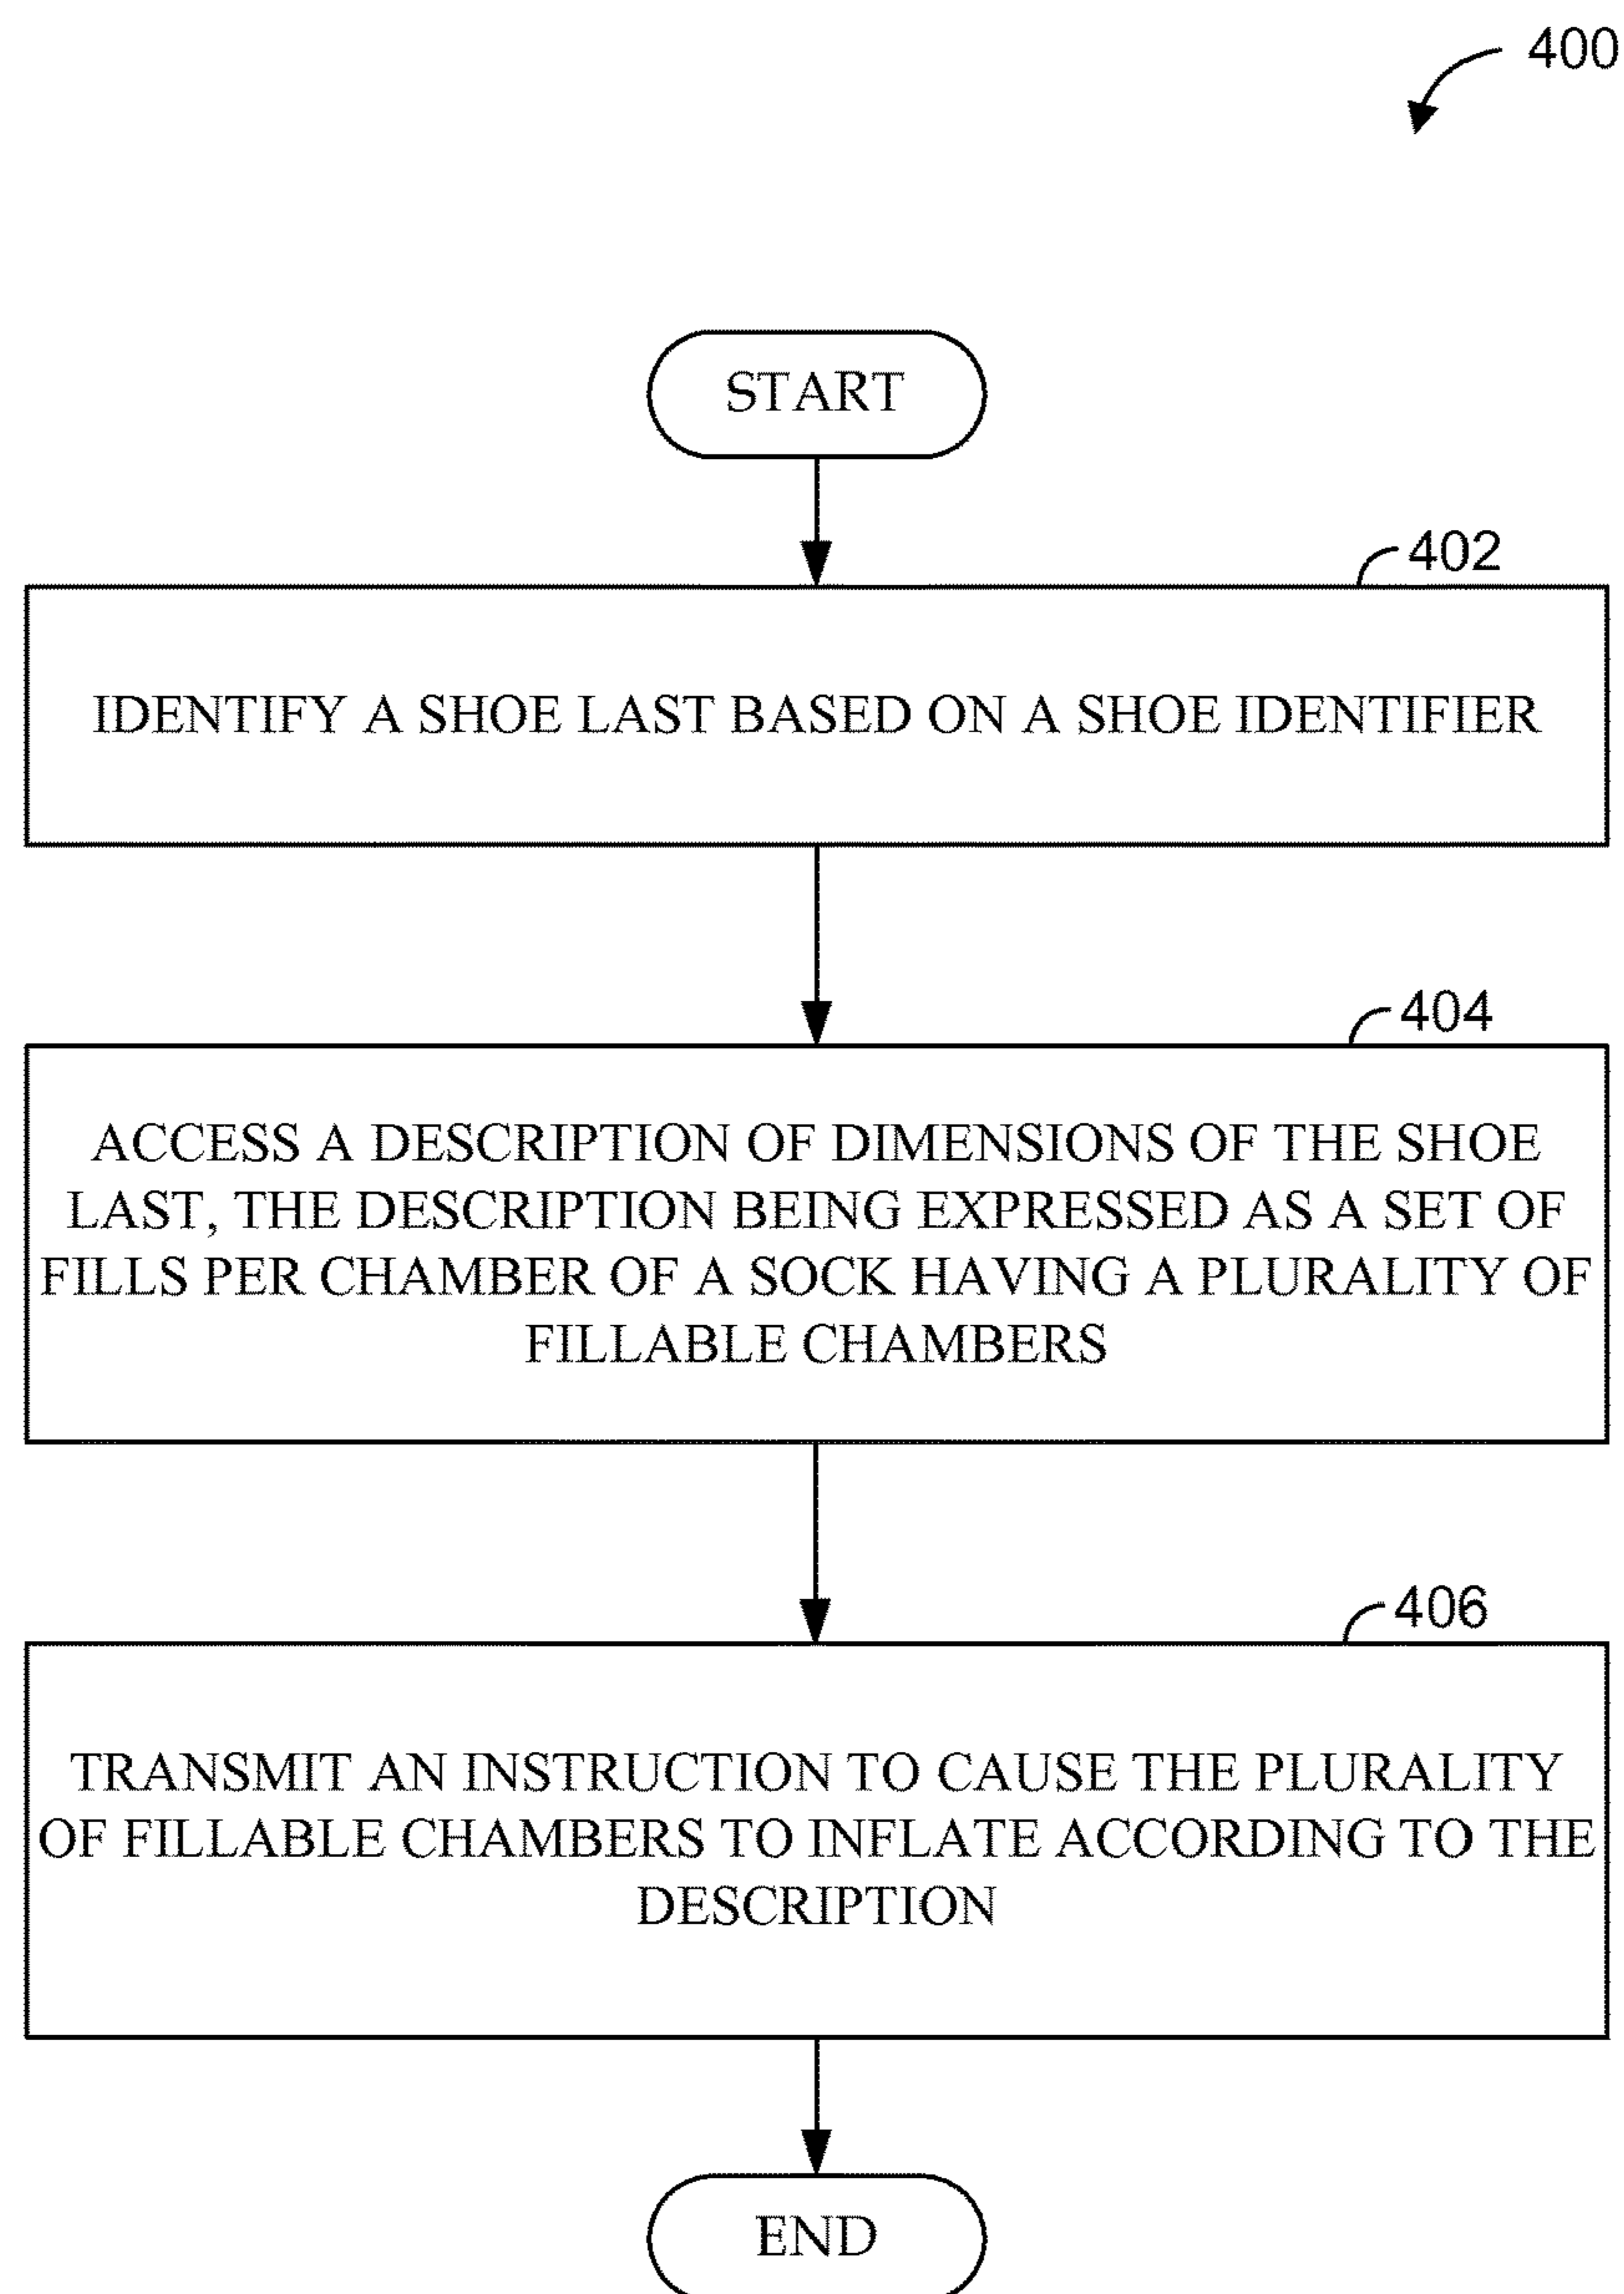 400
START
402
IDENTIFY A SHOE LAST BASED ON A SHOE IDENTIFIER
404
ACCESS A DESCRIPTION OF DIMENSIONS OF THE SHOE
LAST, THE DESCRIPTION BEING EXPRESSED AS A SET OF
FILLS PER CHAMBER OF A SOCK HAVING A PLURALITY OF
FILLABLE CHAMBERS
406
TRANSMIT AN INSTRUCTION TO CAUSE THE PLURALITY
OF FILLABLE CHAMBERS TO INFLATE ACCORDING TO THE
DESCRIPTION
END